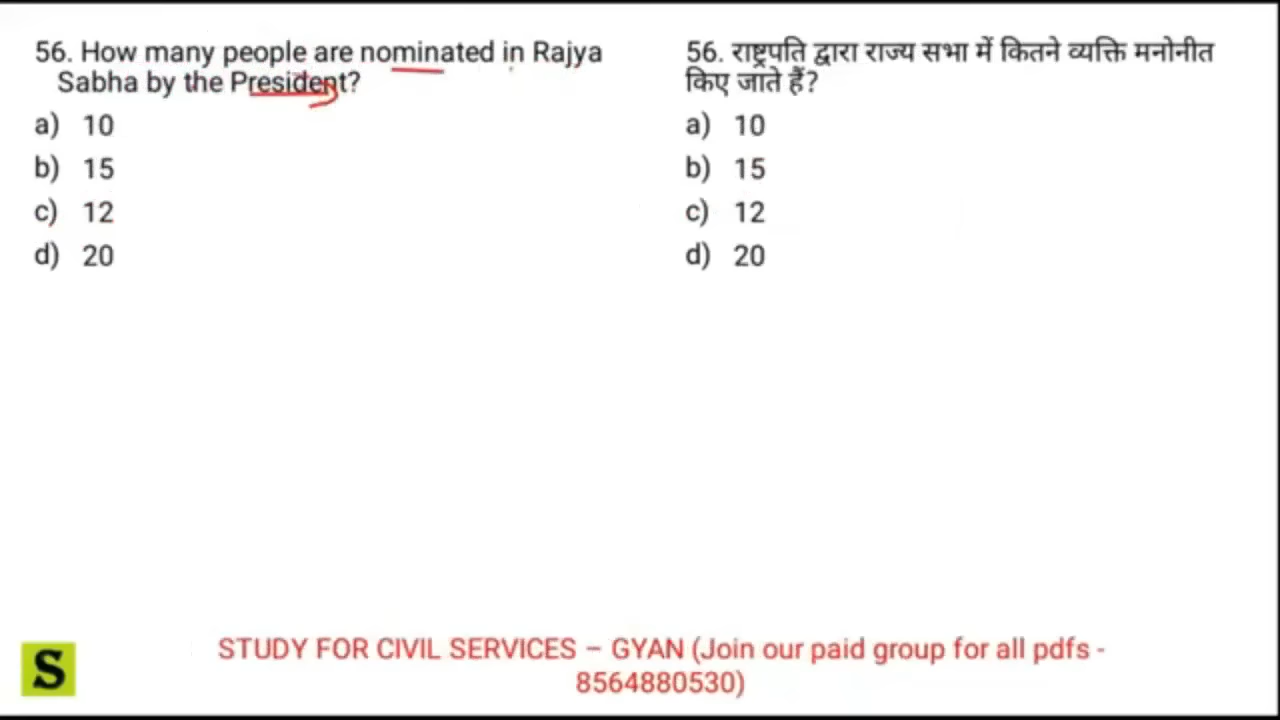 56. How many people are nominated in Rajya
Sabha by the President?
a) 10
b) 15
c) 12
d) 20
56. राष्ट्रपति द्वारा राज्य सभा में कितने व्यक्ति मनोनीत
किए जाते हैं?
a) 10
b) 15
c) 12
d) 20
S
STUDY FOR CIVIL SERVICES – GYAN (Join our paid group for all pdfs -
8564880530)